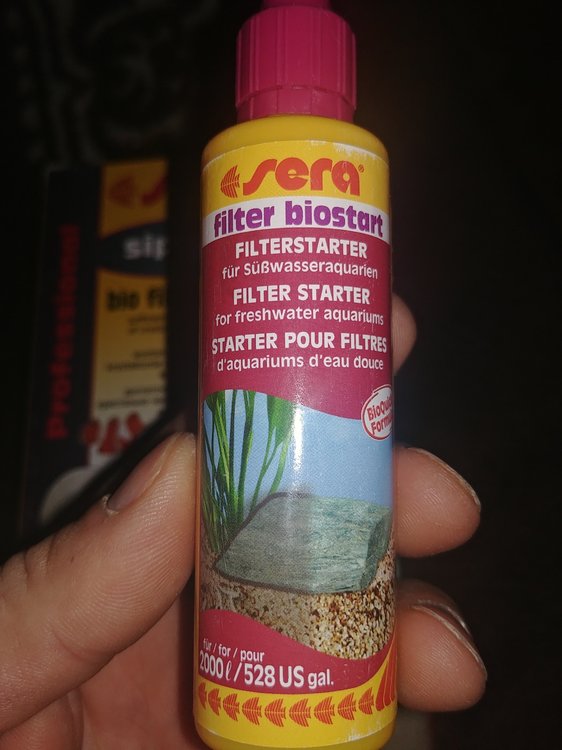 sera®
filter biostart
FILTERSTARTER
für Süßwasseraquarien
FILTER STARTER
for freshwater aquariums
STARTER POUR FILTRES
d'aquariums d'eau douce
für / for / pour
2000 ℓ/528 US gal.
Professional
bio